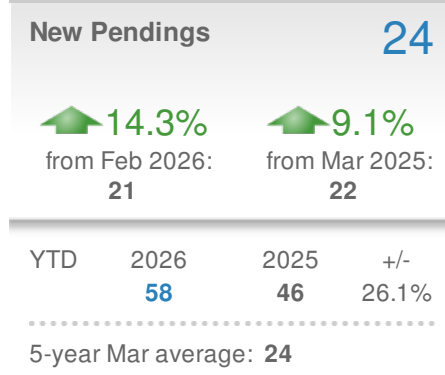 New Pendings 24
14.3% 9.1%
from Feb 2026: from Mar 2025:
21 22
YTD 2026 2025 +/-
58 46 26.1%
5-year Mar average: 24